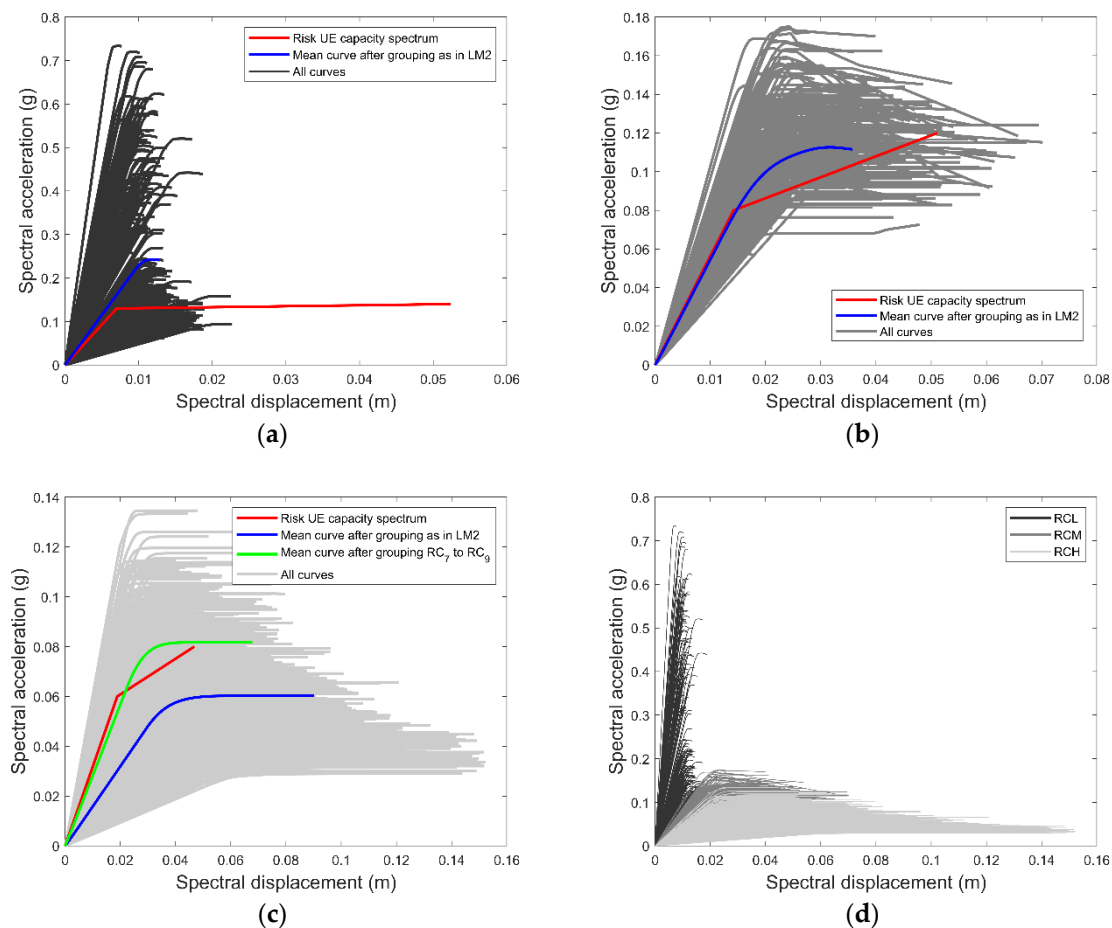 0.8
0.7
0.6
0.5
0.4
0.3
0.2
0.1
0
Spectral acceleration (g)
Risk UE capacity spectrum
Mean curve after grouping as in LM2
All curves
0 0.01 0.02 0.03 0.04 0.05 0.06
Spectral displacement (m)
(a)
0.18
0.16
0.14
0.12
0.10
0.08
0.06
0.04
0.02
0
Spectral acceleration (g)
Risk UE capacity spectrum
Mean curve after grouping as in LM2
All curves
0 0.01 0.02 0.03 0.04 0.05 0.06 0.07 0.08
Spectral displacement (m)
(b)
0.14
0.12
0.1
0.08
0.06
0.04
0.02
0
Spectral acceleration (g)
Risk UE capacity spectrum
Mean curve after grouping as in LM2
Mean curve after grouping RC7 to RC9
All curves
0 0.02 0.04 0.06 0.08 0.1 0.12 0.14 0.16
Spectral displacement (m)
(c)
0.8
0.7
0.6
0.5
0.4
0.3
0.2
0.1
0
Spectral acceleration (g)
RCL
RCM
RCH
0 0.02 0.04 0.06 0.08 0.1 0.12 0.14 0.16
Spectral displacement (m)
(d)